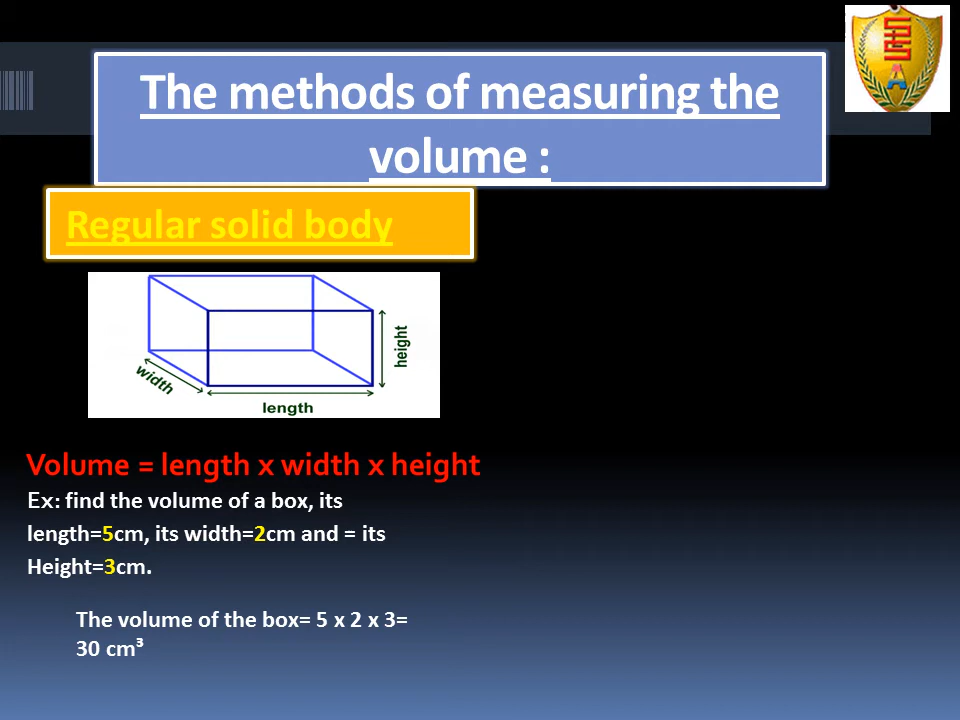 The methods of measuring the
volume :
Regular solid body
height
width
length
Volume = length x width x height
Ex: find the volume of a box, its
length=5cm, its width=2cm and = its
Height=3cm.
The volume of the box= 5 x 2 x 3=
30 cm³